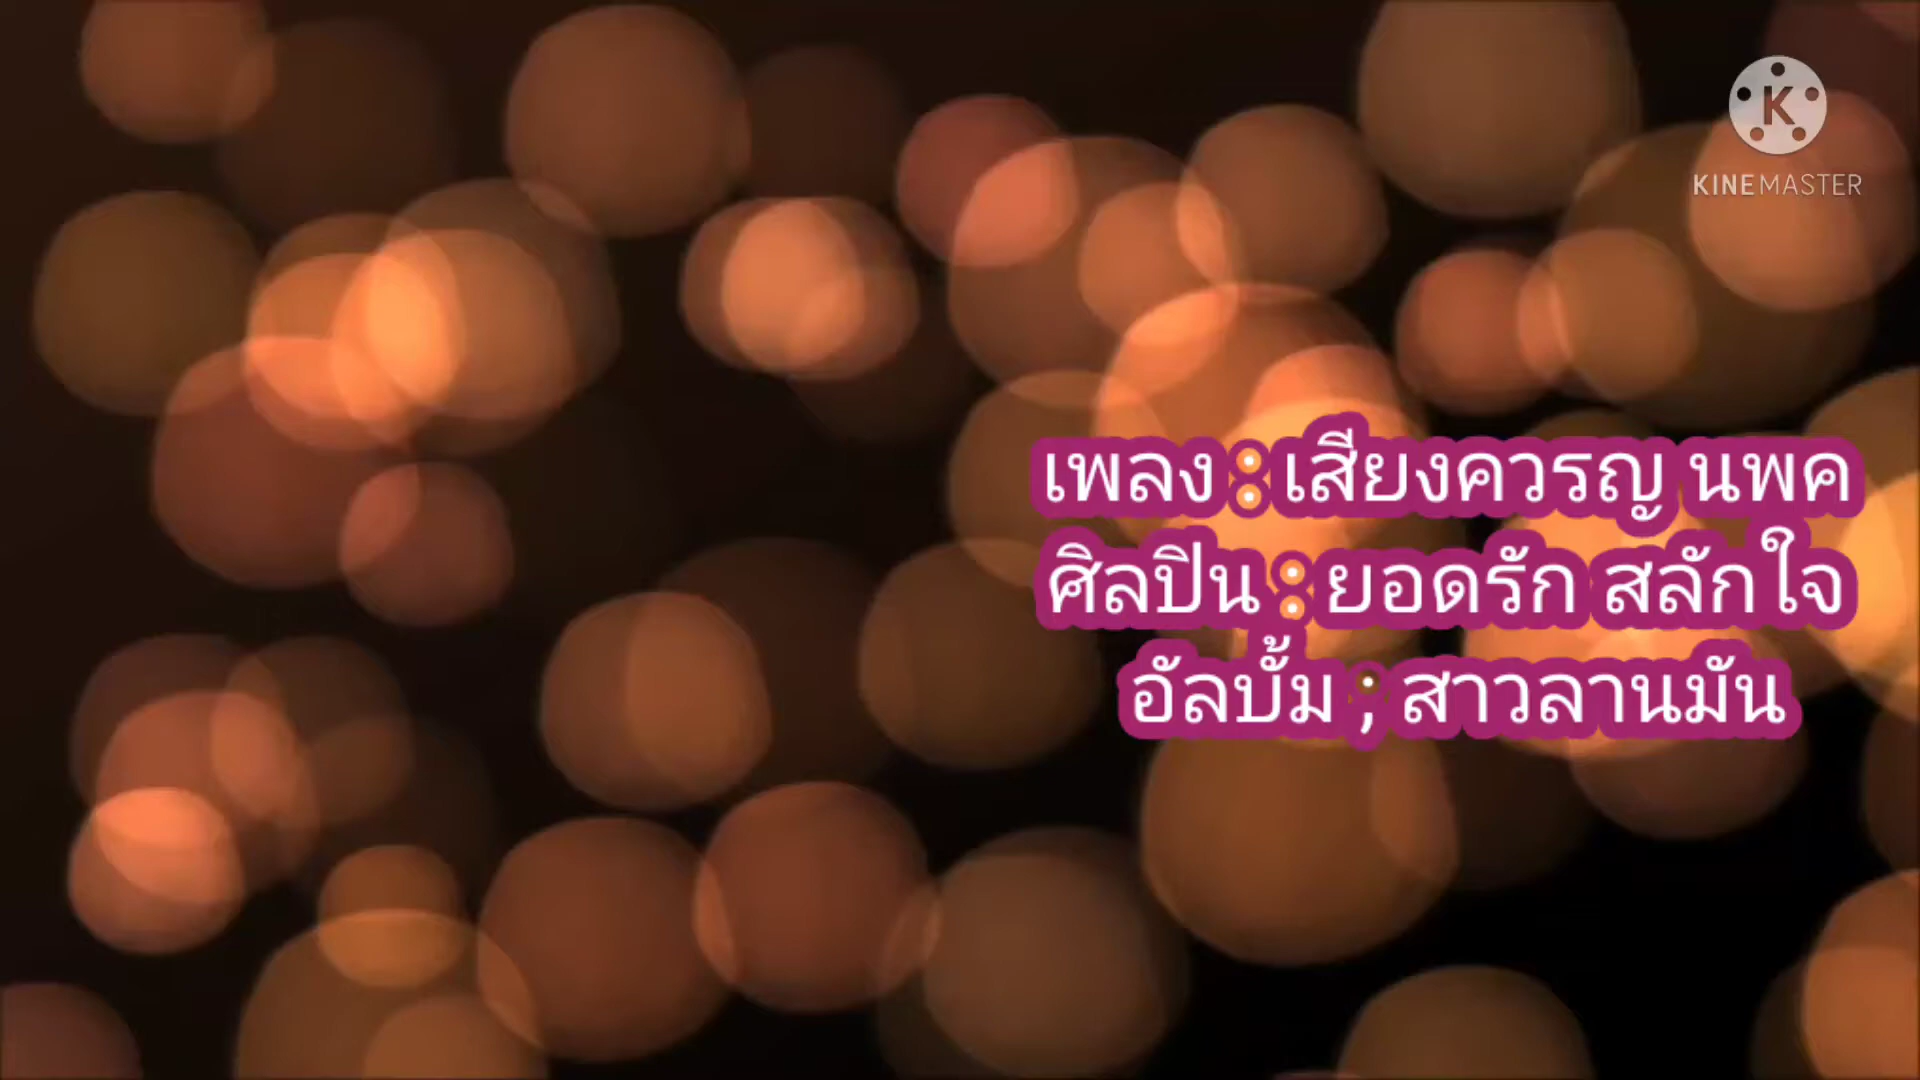 KINEMASTER
เพลง : เสียงควรญ นพค
ศิลปิน : ยอดรัก สลักใจ
อัลบั้ม ; สาวลานมัน